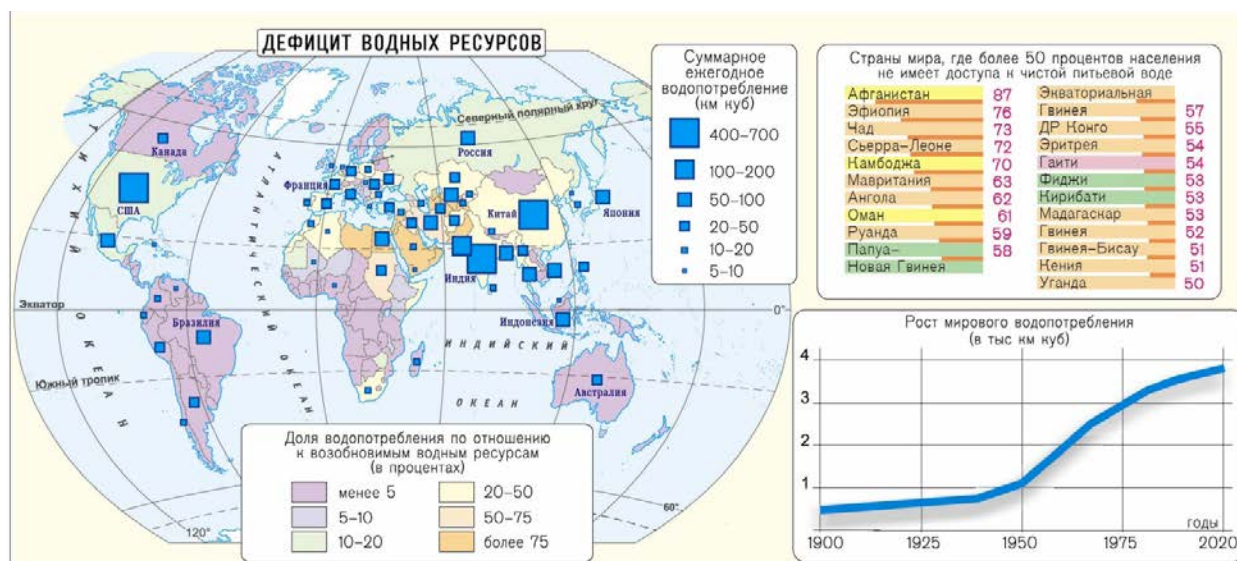 ДЕФИЦИТ ВОДНЫХ РЕСУРСОВ
Северный полярный круг
Канада
Россия
США
Франция
Китай
Япония
Индия
Экватор
0°
Бразилия
Индонезия
Южный тропик
Австралия
ТИХИЙ
ОКЕАН
АТЛАНТИЧЕСКИЙ ОКЕАН
ИНДИЙСКИЙ
ОКЕАН
120°
60°
Суммарное
ежегодное
водопотребление
(км куб)
400–700
100–200
50–100
20–50
10–20
5–10
Доля водопотребления по отношению
к возобновимым водным ресурсам
(в процентах)
менее 5
5–10
10–20
20–50
50–75
более 75
Страны мира, где более 50 процентов населения
не имеет доступа к чистой питьевой воде
Афганистан 87
Эфиопия 76
Чад 73
Сьерра-Леоне 72
Камбоджа 70
Мавритания 63
Ангола 62
Оман 61
Руанда 59
Папуа– 58
Новая Гвинея
Экваториальная
Гвинея 57
ДР Конго 55
Эритрея 54
Гаити 54
Фиджи 53
Кирибати 53
Мадагаскар 53
Гвинея 52
Гвинея–Бисау 51
Кения 51
Уганда 50
Рост мирового водопотребления
(в тыс км куб)
4
3
2
1
годы
1900 1925 1950 1975 2020